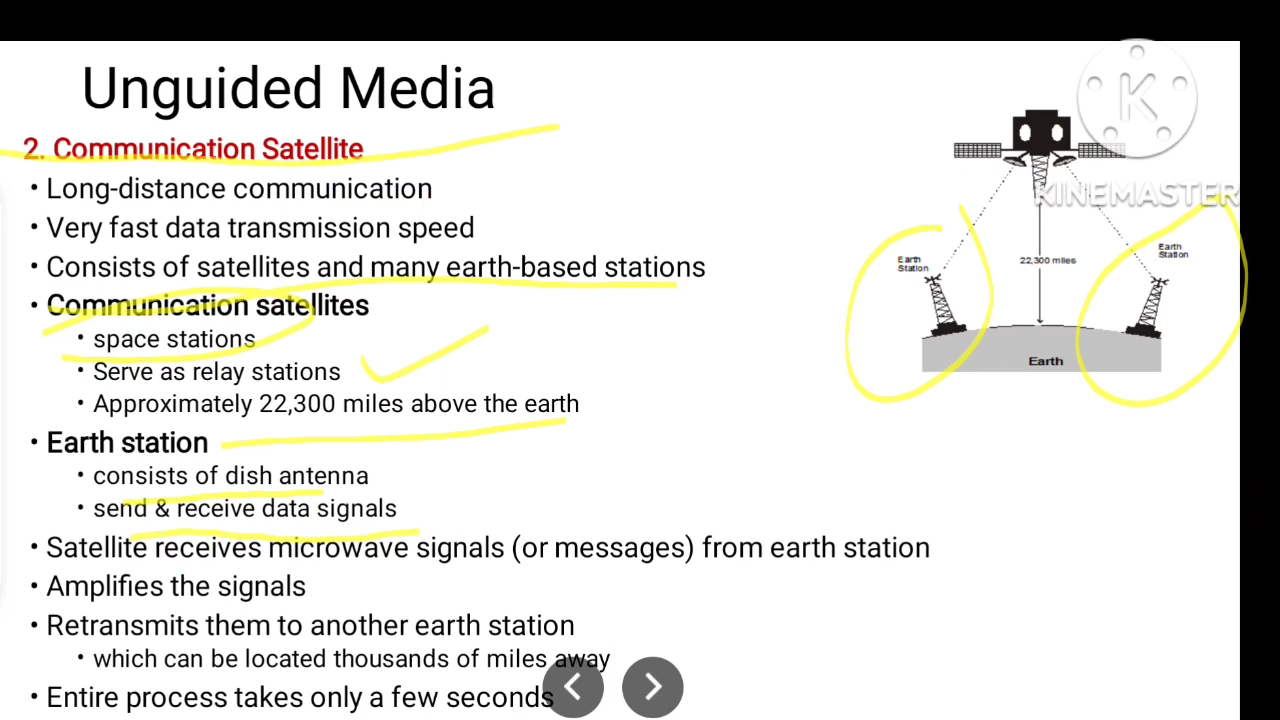 Unguided Media
2. Communication Satellite
• Long-distance communication
• Very fast data transmission speed
• Consists of satellites and many earth-based stations
• Communication satellites
• space stations
• Serve as relay stations
• Approximately 22,300 miles above the earth
• Earth station
• consists of dish antenna
• send & receive data signals
• Satellite receives microwave signals (or messages) from earth station
• Amplifies the signals
• Retransmits them to another earth station
• which can be located thousands of miles away
• Entire process takes only a few seconds
K
KINEMASTER
Earth
Station
22,300 miles
Earth
Station
Earth